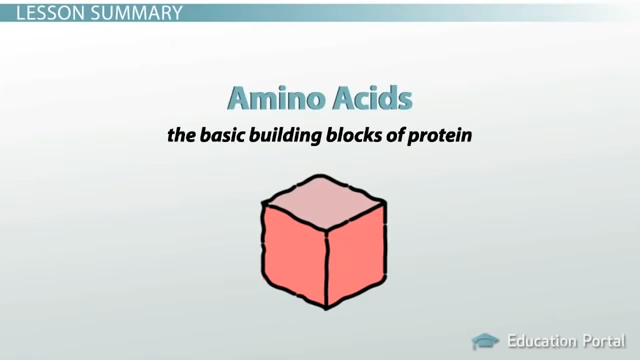 LESSON SUMMARY
Amino Acids
the basic building blocks of protein
Education Portal